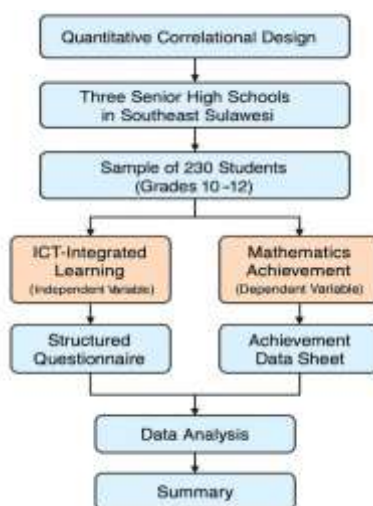 Quantitative Correlational Design
Three Senior High Schools
in Southeast Sulawesi
Sample of 230 Students
(Grades 10-12)
ICT-Integrated
Learning
(Independent Variable)
Mathematics
Achievement
(Dependent Variable)
Structured
Questionnaire
Achievement
Data Sheet
Data Analysis
Summary